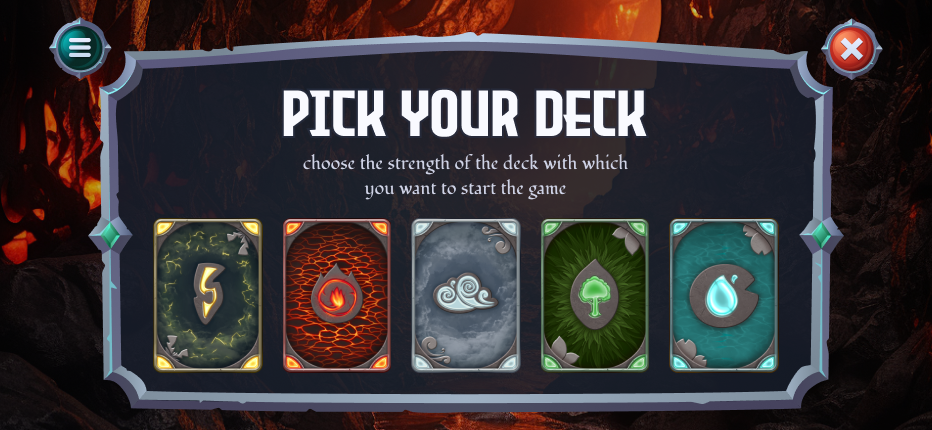 PICK YOUR DECK
choose the strength of the deck with which
you want to start the game